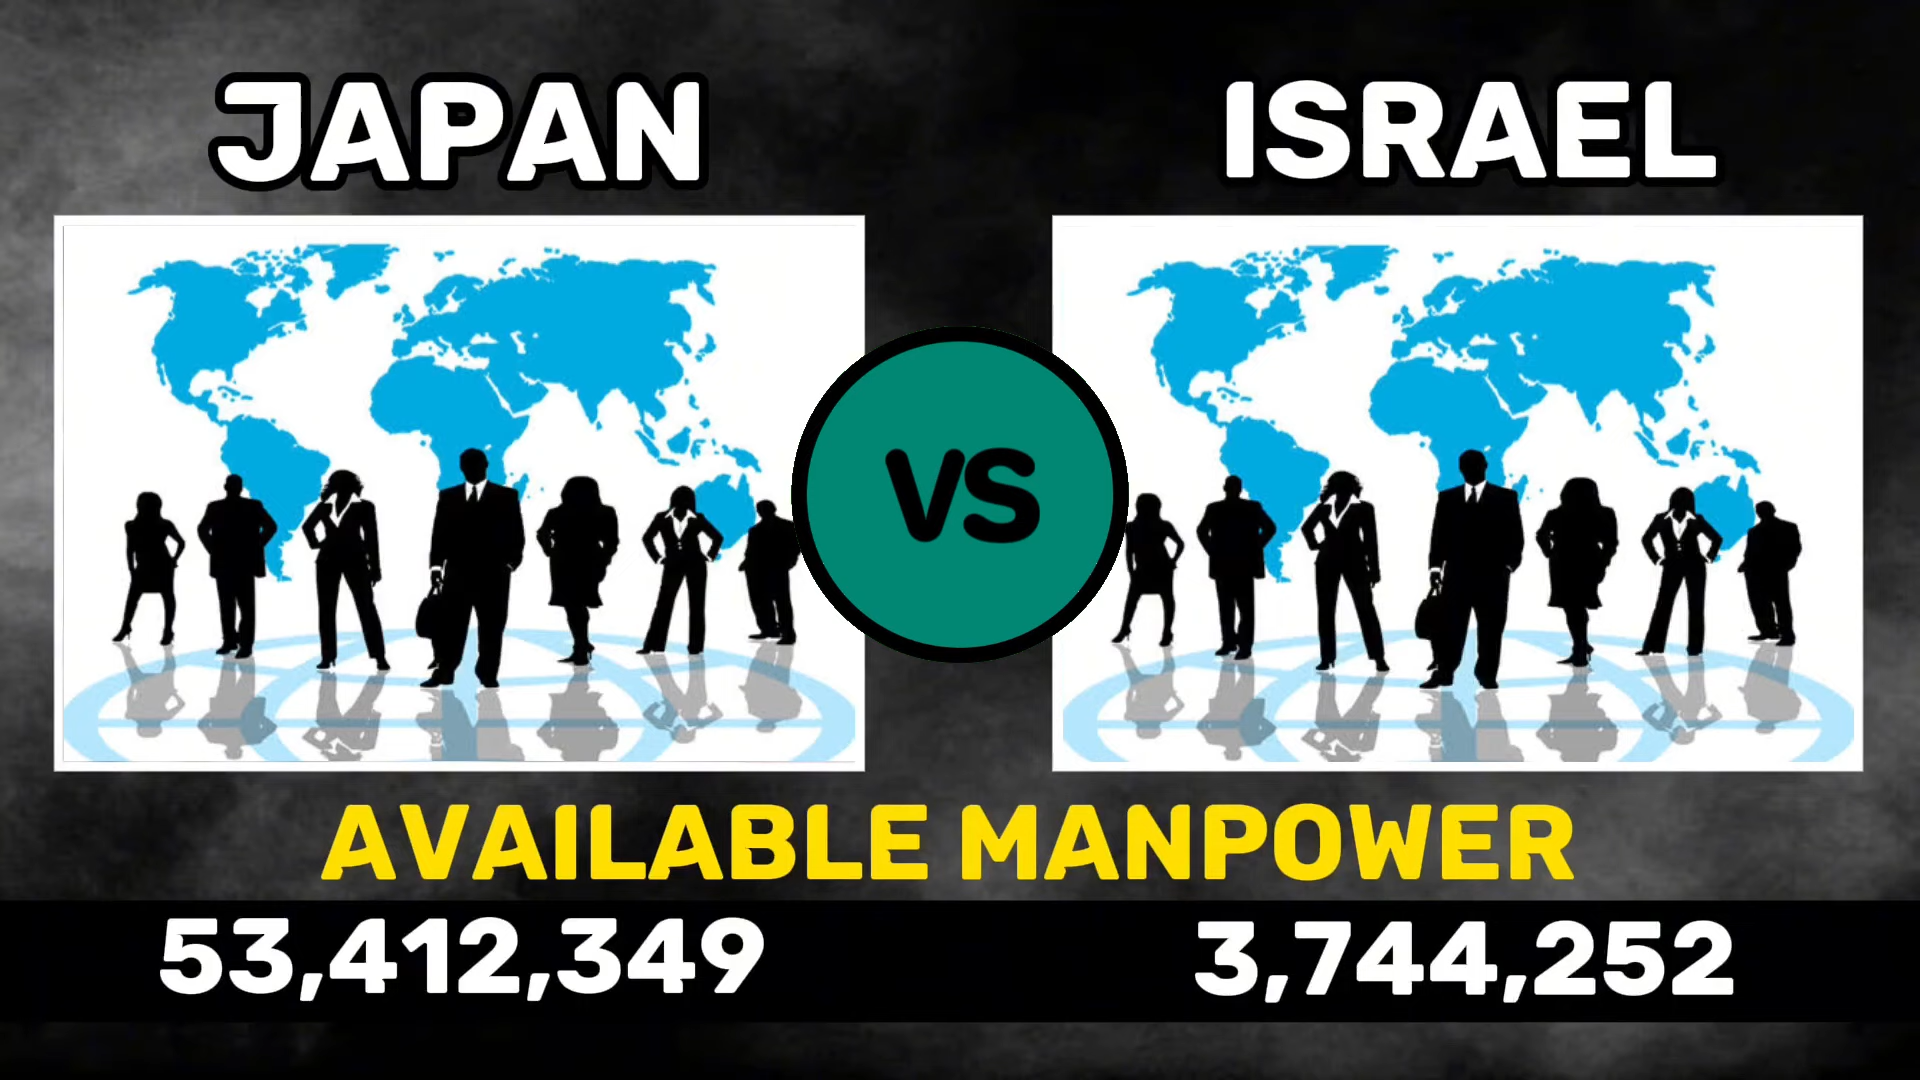 JAPAN
ISRAEL
VS
AVAILABLE MANPOWER
53,412,349
3,744,252